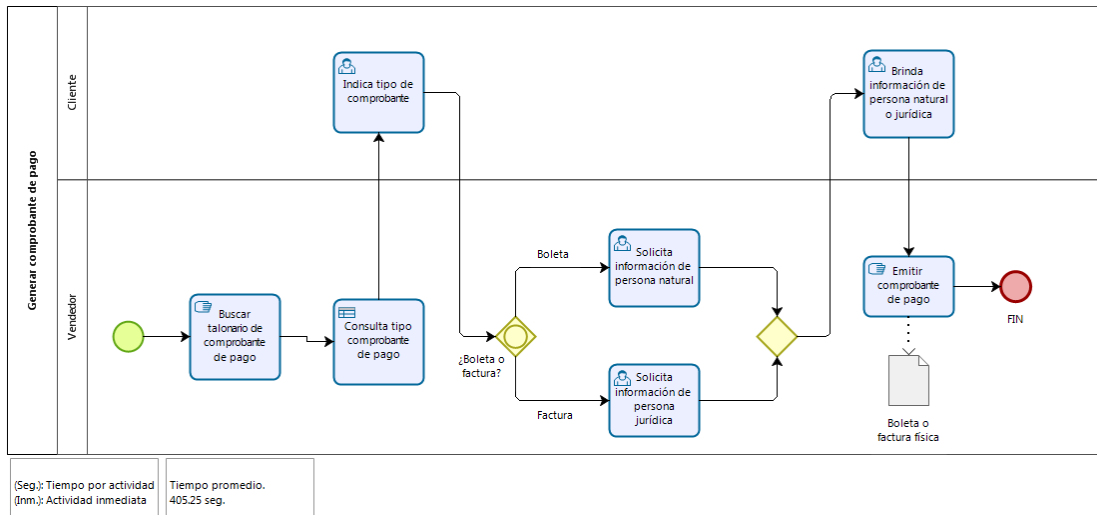 Generar comprobante de pago
Cliente
Vendedor
Indica tipo de
comprobante
Brinda
información de
persona natural
o jurídica
Buscar
talonario de
comprobante
de pago
Consulta tipo
comprobante
de pago
¿Boleta o
factura?
Boleta
Factura
Solicita
información de
persona natural
Solicita
información de
persona
jurídica
Emitir
comprobante
de pago
FIN
Boleta o
factura física
(Seg.): Tiempo por actividad
(Inm.): Actividad inmediata
Tiempo promedio.
405.25 seg.